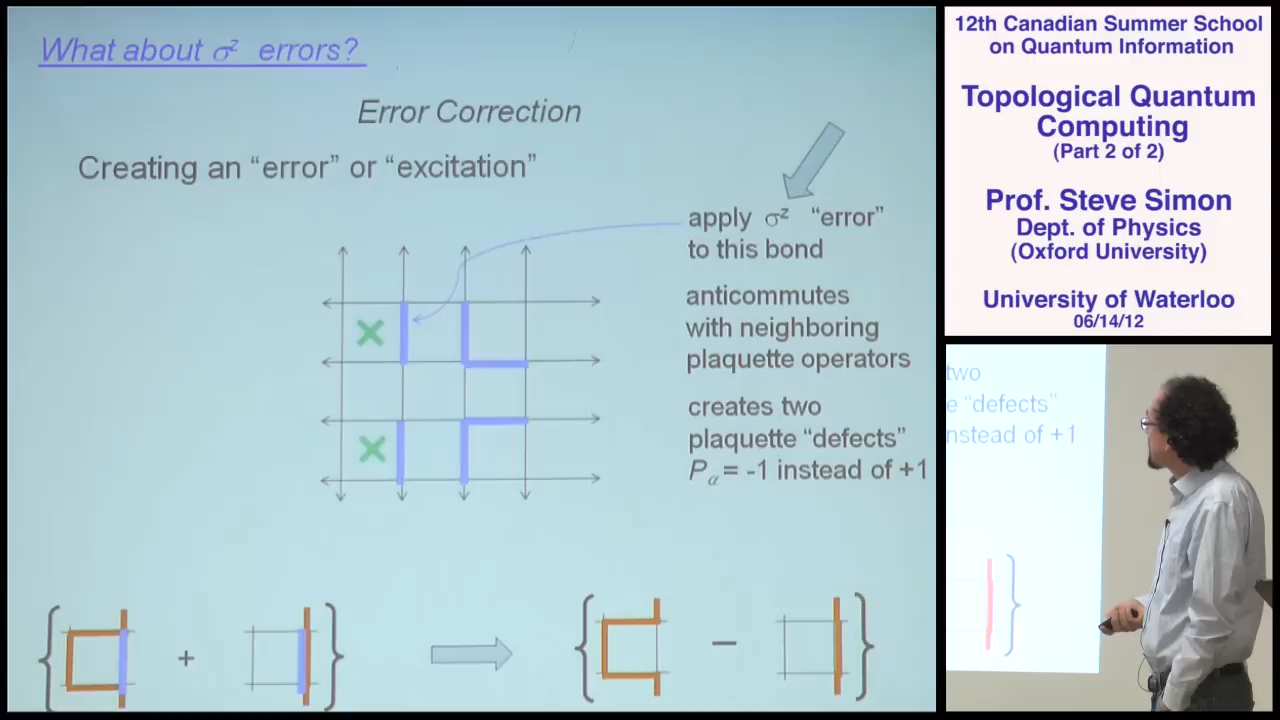 What about σᶻ errors?
Error Correction
Creating an “error” or “excitation”
apply σᶻ “error”
to this bond
anticommutes
with neighboring
plaquette operators
creates two
plaquette “defects”
Pα = -1 instead of +1
{ + } { − }
12th Canadian Summer School
on Quantum Information
Topological Quantum
Computing
(Part 2 of 2)
Prof. Steve Simon
Dept. of Physics
(Oxford University)
University of Waterloo
06/14/12
two
e “defects”
nstead of +1
}